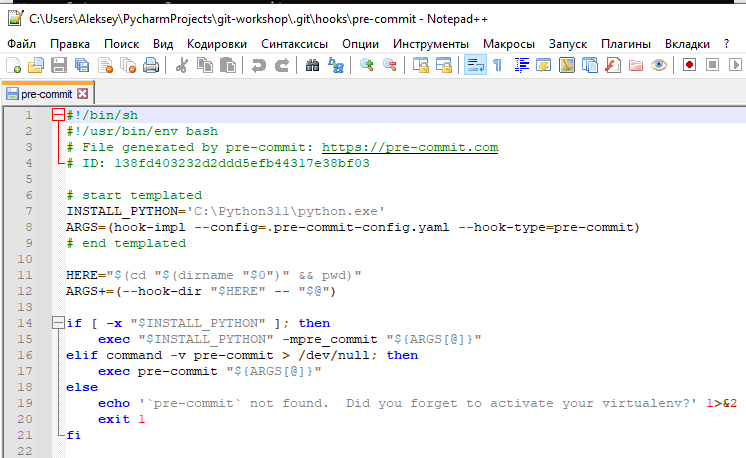 C:\Users\Aleksey\PycharmProjects\git-workshop\.git\hooks\pre-commit - Notepad++
Файл Правка Поиск Вид Кодировки Синтаксисы Опции Инструменты Макросы Запуск Плагины Вкладки ?
pre-commit
1 #!/bin/sh
2 #!/usr/bin/env bash
3 # File generated by pre-commit: https://pre-commit.com
4 # ID: 138fd403232d2ddd5efb44317e38bf03
5
6 # start templated
7 INSTALL_PYTHON='C:\Python311\python.exe'
8 ARGS=(hook-impl --config=.pre-commit-config.yaml --hook-type=pre-commit)
9 # end templated
10
11 HERE="$(cd "$(dirname "$0")" && pwd)"
12 ARGS+=(--hook-dir "$HERE" -- "$@")
13
14 if [ -x "$INSTALL_PYTHON" ]; then
15     exec "$INSTALL_PYTHON" -mpre_commit "${ARGS[@]}"
16 elif command -v pre-commit > /dev/null; then
17     exec pre-commit "${ARGS[@]}"
18 else
19     echo '`pre-commit` not found.  Did you forget to activate your virtualenv?' 1>&2
20     exit 1
21 fi
22